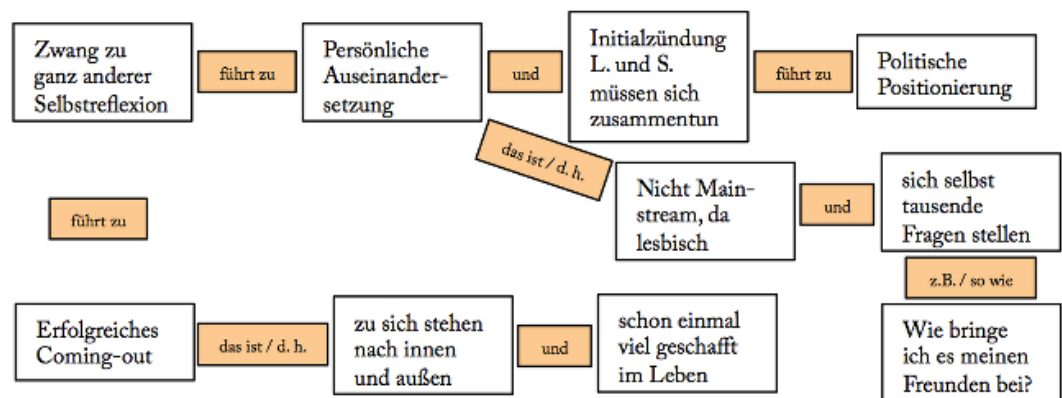 Zwang zu
ganz anderer
Selbstreflexion
führt zu
Persönliche
Auseinander-
setzung
und
Initialzündung
L. und S.
müssen sich
zusammentun
führt zu
Politische
Positionierung
das ist / d. h.
Nicht Main-
stream, da
lesbisch
und
sich selbst
tausende
Fragen stellen
führt zu
z.B. / so wie
Erfolgreiches
Coming-out
das ist / d. h.
zu sich stehen
nach innen
und außen
und
schon einmal
viel geschafft
im Leben
Wie bringe
ich es meinen
Freunden bei?